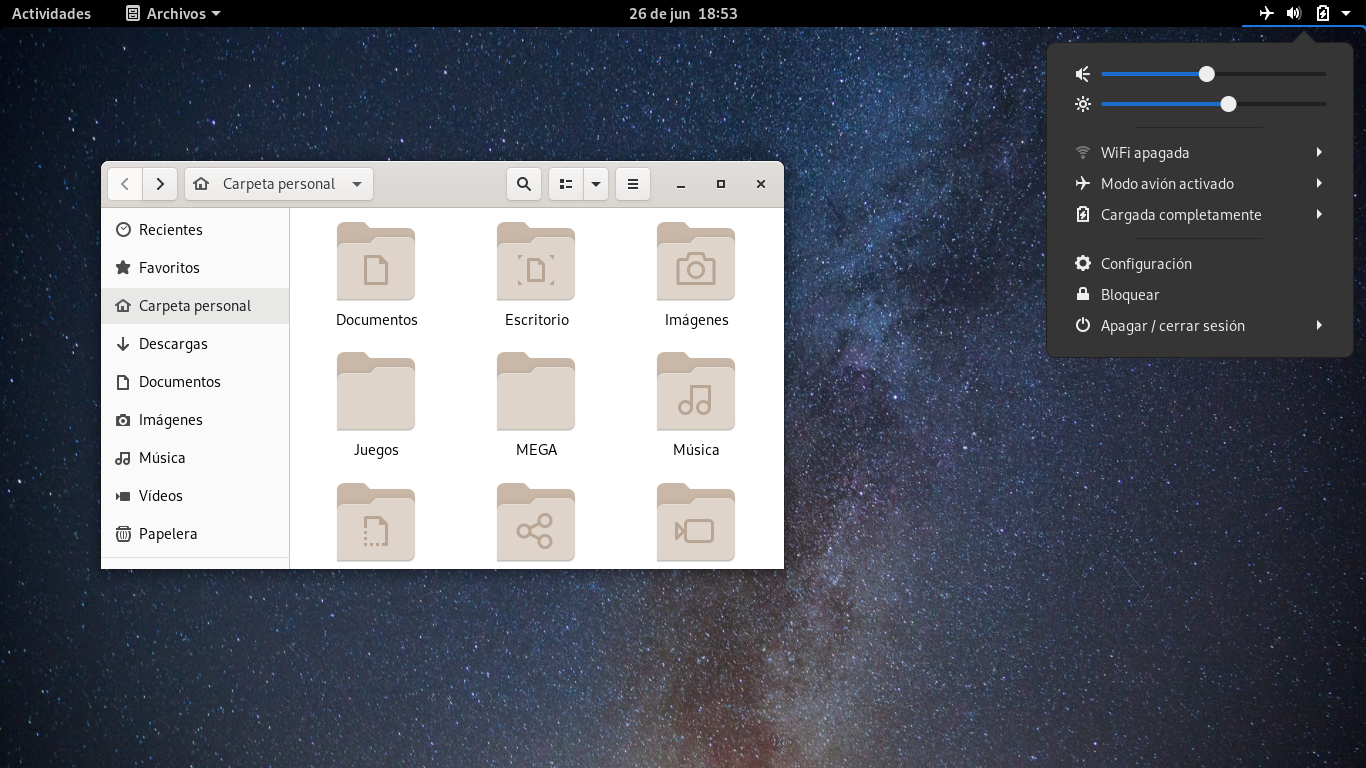 Actividades
Archivos
26 de jun 18:53
WiFi apagada
Modo avión activado
Cargada completamente
Configuración
Bloquear
Apagar / cerrar sesión
Carpeta personal
Recientes
Favoritos
Carpeta personal
Descargas
Documentos
Imágenes
Música
Vídeos
Papelera
Documentos
Escritorio
Imágenes
Juegos
MEGA
Música